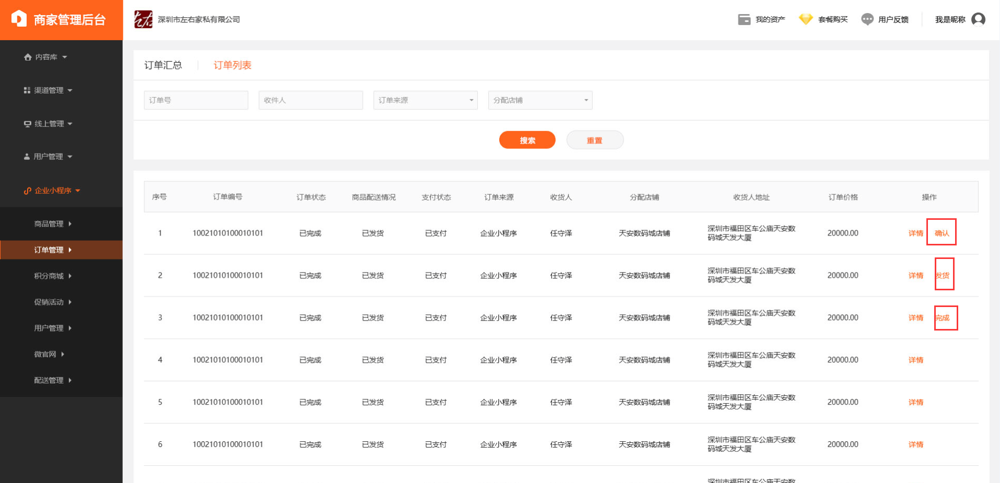 商家管理后台
深圳市左右家私有限公司
我的资产
套餐购买
用户反馈
我是昵称
内容库
渠道管理
线上管理
用户管理
企业小程序
商品管理
订单管理
积分商城
促销活动
用户管理
微官网
配送管理
订单汇总 订单列表
订单号 收件人 订单来源 分配店铺
搜索 重置
序号 订单编号 订单状态 商品配送情况 支付状态 订单来源 收货人 分配店铺 收货人地址 订单价格 操作
1 10021010100010101 已完成 已发货 已支付 企业小程序 任守泽 天安数码城店铺 深圳市福田区车公庙天安数
码城天发大厦 20000.00 详情 确认
2 10021010100010101 已完成 已发货 已支付 企业小程序 任守泽 天安数码城店铺 深圳市福田区车公庙天安数
码城天发大厦 20000.00 详情 发货
3 10021010100010101 已完成 已发货 已支付 企业小程序 任守泽 天安数码城店铺 深圳市福田区车公庙天安数
码城天发大厦 20000.00 详情 完成
4 10021010100010101 已完成 已发货 已支付 企业小程序 任守泽 天安数码城店铺 深圳市福田区车公庙天安数
码城天发大厦 20000.00 详情
5 10021010100010101 已完成 已发货 已支付 企业小程序 任守泽 天安数码城店铺 深圳市福田区车公庙天安数
码城天发大厦 20000.00 详情
6 10021010100010101 已完成 已发货 已支付 企业小程序 任守泽 天安数码城店铺 深圳市福田区车公庙天安数
码城天发大厦 20000.00 详情
深圳市福田区车公庙天安数